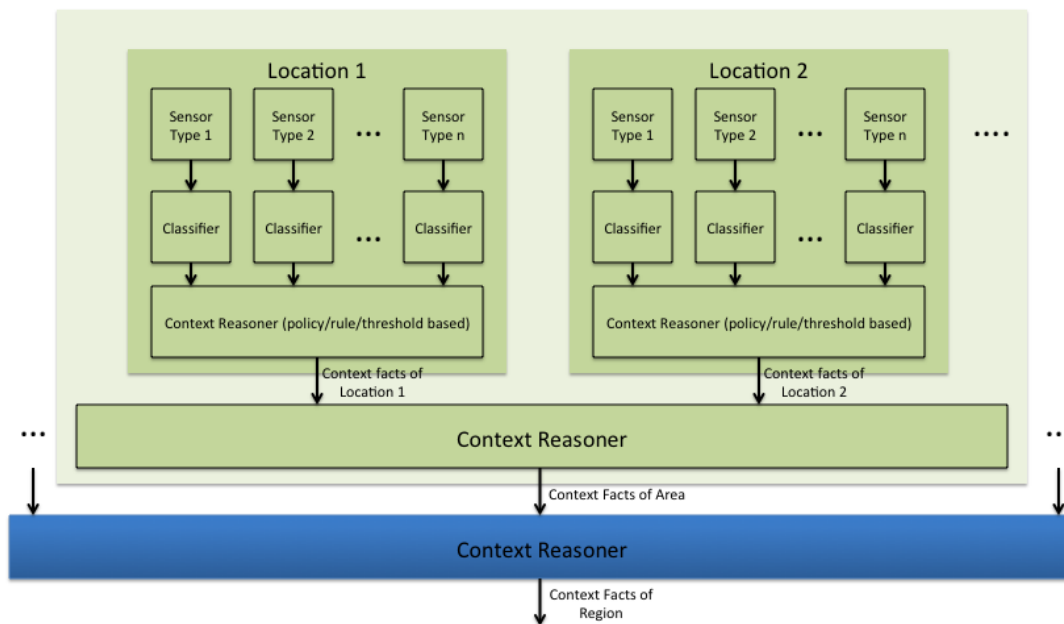 Location 1
Location 2
Sensor
Type 1
Sensor
Type 2
...
Sensor
Type n
Sensor
Type 1
Sensor
Type 2
...
Sensor
Type n
....
Classifier
Classifier
...
Classifier
Classifier
Classifier
...
Classifier
Context Reasoner (policy/rule/threshold based)
Context Reasoner (policy/rule/threshold based)
Context facts of
Location 1
Context facts of
Location 2
...
Context Reasoner
...
Context Facts of Area
Context Reasoner
Context Facts of
Region